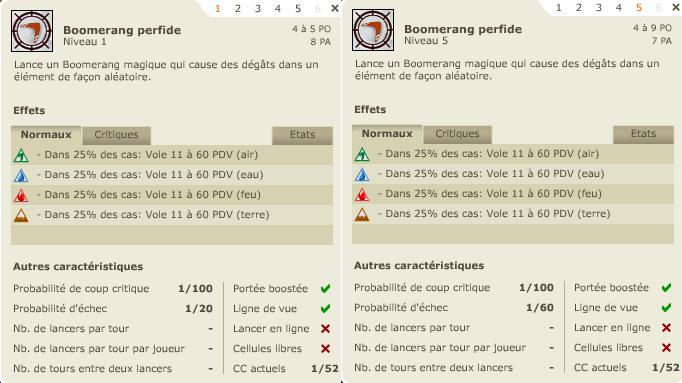 1 2 3 4 5 6 ×
Boomerang perfide 4 à 5 PO
Niveau 1 8 PA
Lance un Boomerang magique qui cause des dégâts dans un
élément de façon aléatoire.
Effets
Normaux Critiques Etats
- Dans 25% des cas: Vole 11 à 60 PDV (air)
- Dans 25% des cas: Vole 11 à 60 PDV (eau)
- Dans 25% des cas: Vole 11 à 60 PDV (feu)
- Dans 25% des cas: Vole 11 à 60 PDV (terre)
Autres caractéristiques
Probabilité de coup critique 1/100 Portée boostée
Probabilité d'échec 1/20 Ligne de vue
Nb. de lancers par tour - Lancer en ligne
Nb. de lancers par tour par joueur - Cellules libres
Nb. de tours entre deux lancers - CC actuels 1/52
1 2 3 4 5 6 ×
Boomerang perfide 4 à 9 PO
Niveau 5 7 PA
Lance un Boomerang magique qui cause des dégâts dans un
élément de façon aléatoire.
Effets
Normaux Critiques Etats
- Dans 25% des cas: Vole 11 à 60 PDV (air)
- Dans 25% des cas: Vole 11 à 60 PDV (eau)
- Dans 25% des cas: Vole 11 à 60 PDV (feu)
- Dans 25% des cas: Vole 11 à 60 PDV (terre)
Autres caractéristiques
Probabilité de coup critique 1/100 Portée boostée
Probabilité d'échec 1/60 Ligne de vue
Nb. de lancers par tour - Lancer en ligne
Nb. de lancers par tour par joueur - Cellules libres
Nb. de tours entre deux lancers - CC actuels 1/52